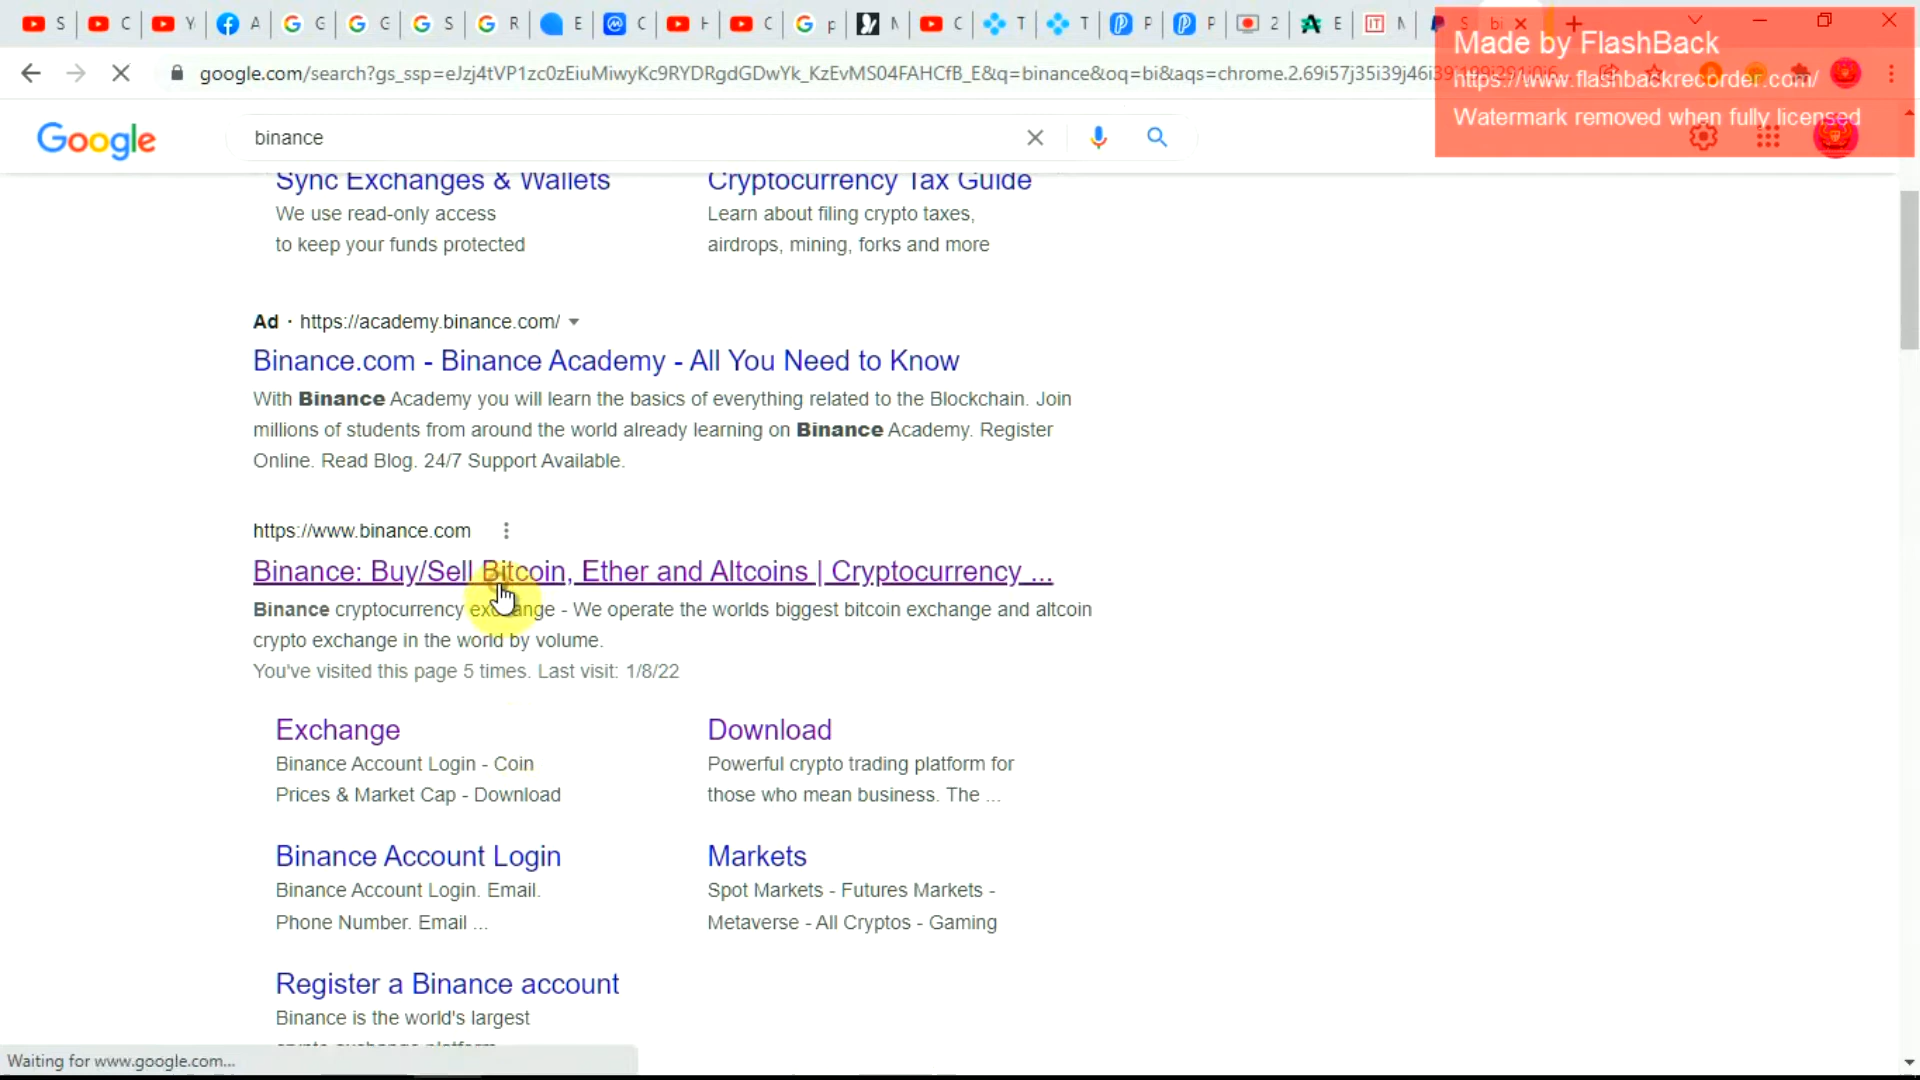 S
C
Y
A
G
G
S
R
E
C
H
C
p
M
C
T
T
P
P
2
E
M
S
bi
Made by FlashBack
https://www.flashbackrecorder.com/
Watermark removed when fully licensed
google.com/search?gs_ssp=eJzj4tVP1zc0zEiuMiwyKc9RYDRgdGDwYk_KzEvMS04FAHCfB_E&q=binance&oq=bi&aqs=chrome.2.69i57j35i39j46i39
Google
binance
Sync Exchanges & Wallets
We use read-only access
to keep your funds protected
Cryptocurrency Tax Guide
Learn about filing crypto taxes,
airdrops, mining, forks and more
Ad · https://academy.binance.com/
Binance.com - Binance Academy - All You Need to Know
With Binance Academy you will learn the basics of everything related to the Blockchain. Join
millions of students from around the world already learning on Binance Academy. Register
Online. Read Blog. 24/7 Support Available.
https://www.binance.com
Binance: Buy/Sell Bitcoin, Ether and Altcoins | Cryptocurrency ...
Binance cryptocurrency exchange - We operate the worlds biggest bitcoin exchange and altcoin
crypto exchange in the world by volume.
You've visited this page 5 times. Last visit: 1/8/22
Exchange
Binance Account Login - Coin
Prices & Market Cap - Download
Download
Powerful crypto trading platform for
those who mean business. The ...
Binance Account Login
Binance Account Login. Email.
Phone Number. Email ...
Markets
Spot Markets - Futures Markets -
Metaverse - All Cryptos - Gaming
Register a Binance account
Binance is the world's largest
crypto exchange platform
Waiting for www.google.com...